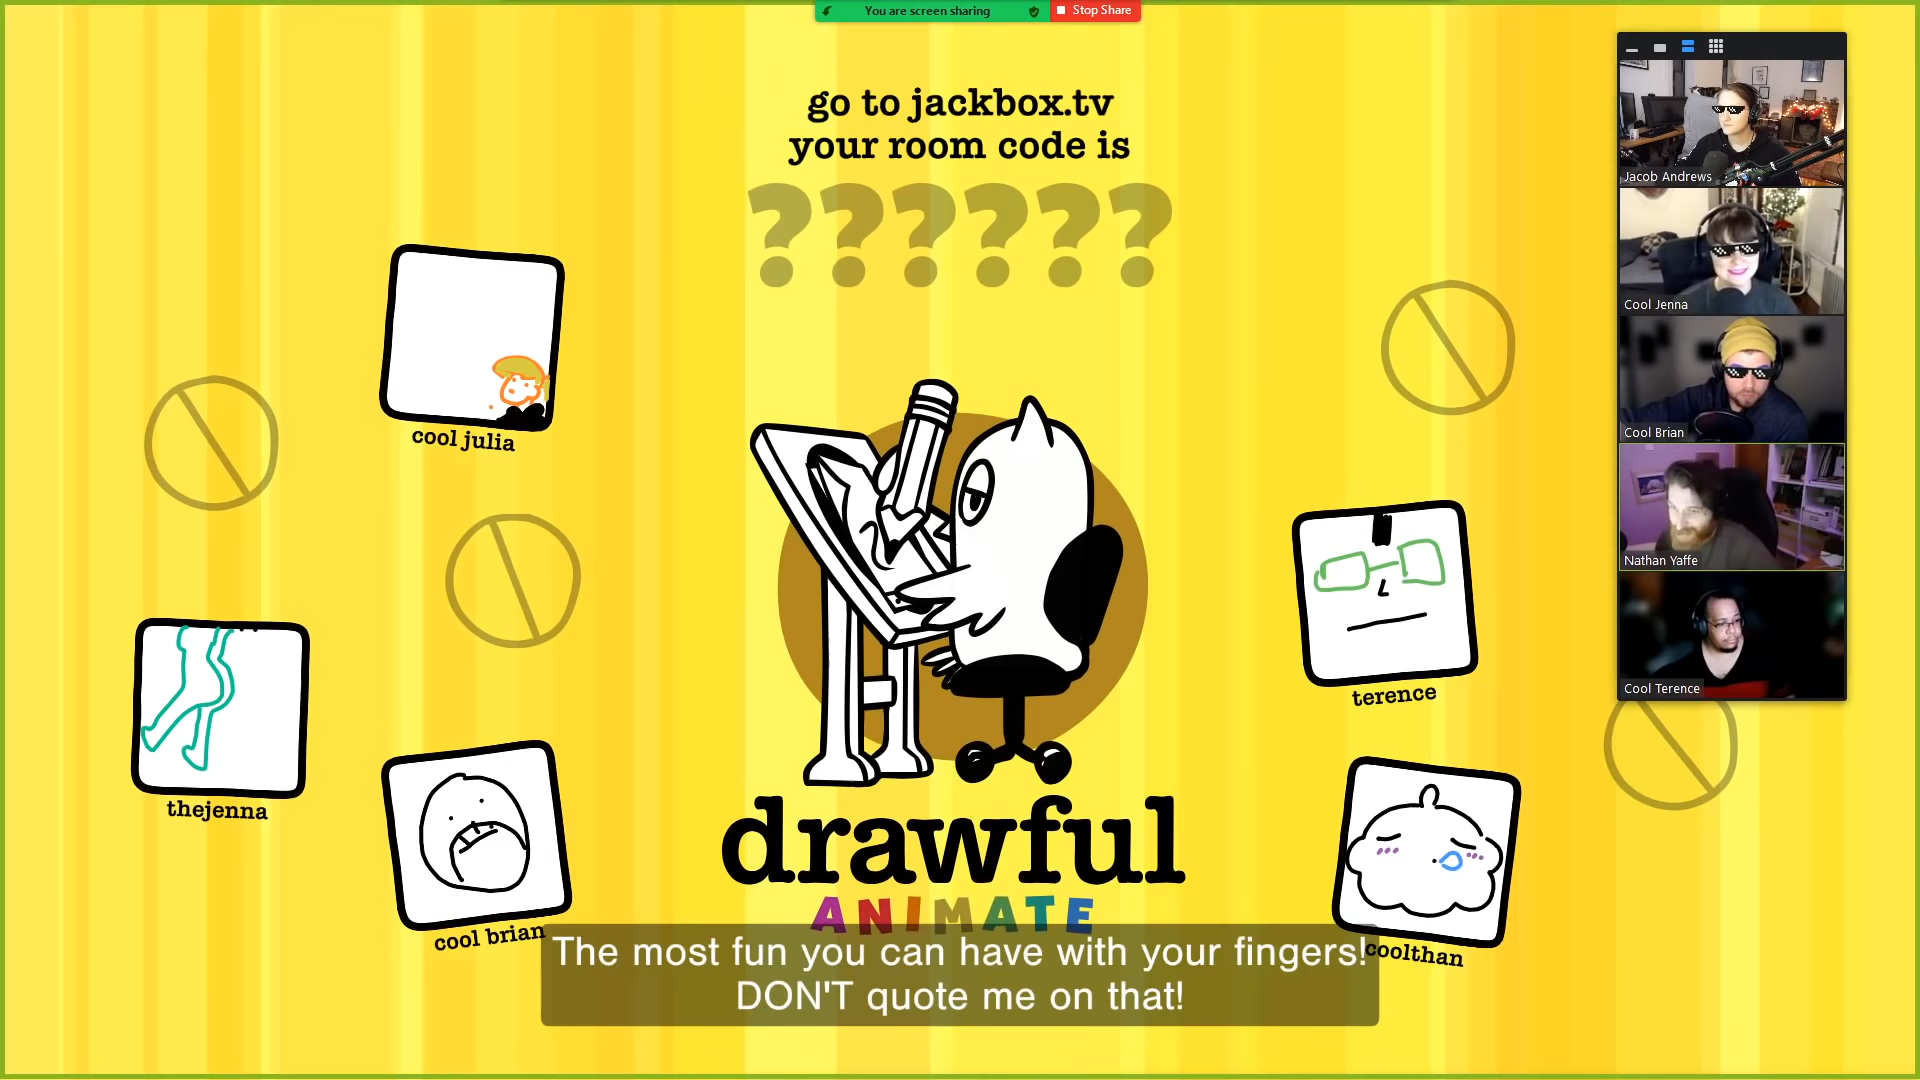 You are screen sharing
Stop Share
go to jackbox.tv
your room code is
??????
cool julia
thejenna
cool brian
terence
coolthan
drawful
ANIMATE
The most fun you can have with your fingers!
DON'T quote me on that!
Jacob Andrews
Cool Jenna
Cool Brian
Nathan Yaffe
Cool Terence